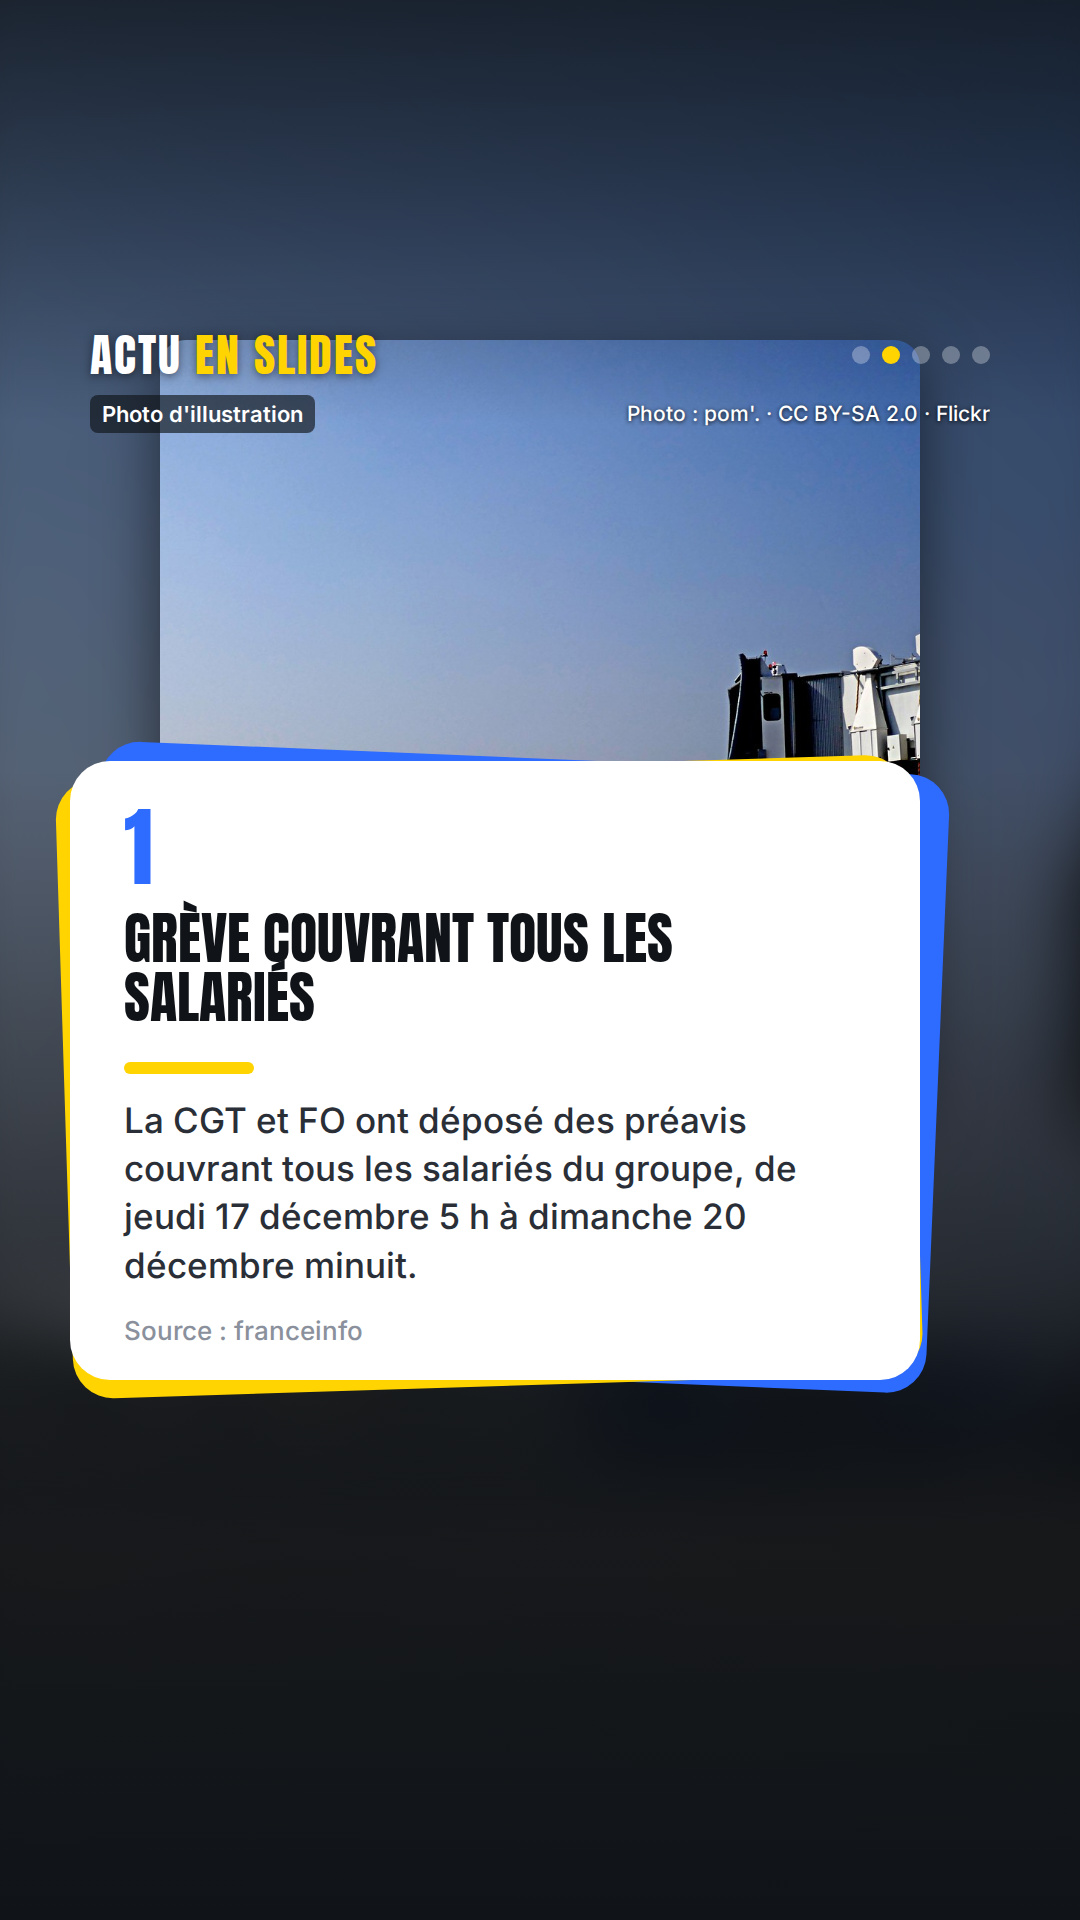 ACTU EN SLIDES
Photo d'illustration
Photo : pom'. · CC BY-SA 2.0 · Flickr
1
GRÈVE COUVRANT TOUS LES
SALARIÉS
La CGT et FO ont déposé des préavis
couvrant tous les salariés du groupe, de
jeudi 17 décembre 5 h à dimanche 20
décembre minuit.
Source : franceinfo